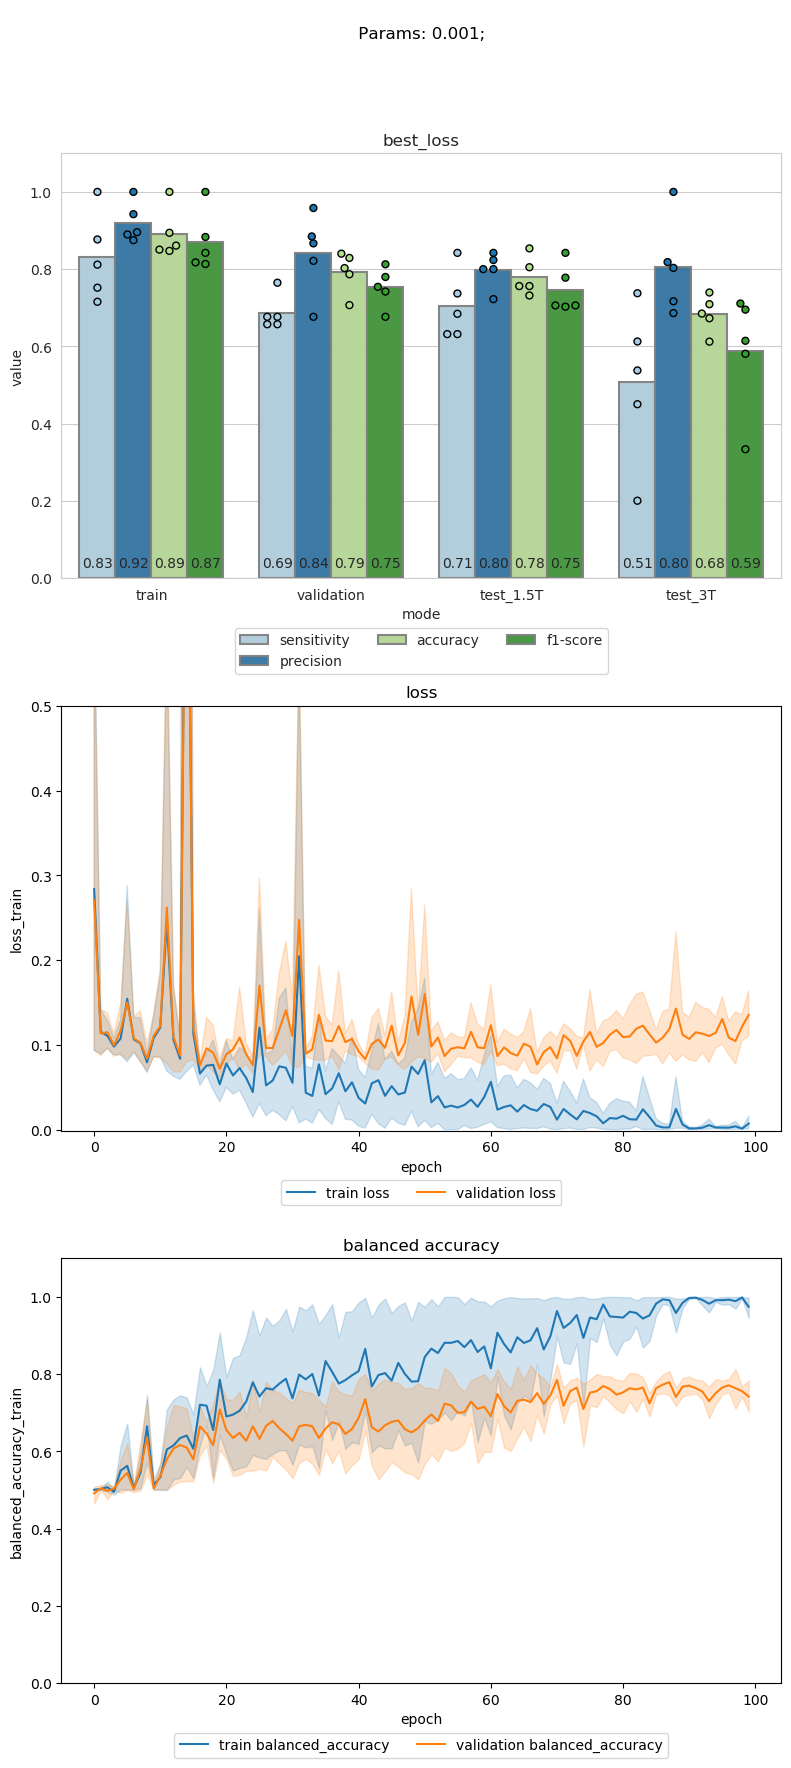 Params: 0.001;
best_loss
value
1.0
0.8
0.6
0.4
0.2
0.0
0.83 0.92 0.89 0.87 0.69 0.84 0.79 0.75 0.71 0.80 0.78 0.75 0.51 0.80 0.68 0.59
train validation test_1.5T test_3T
mode
sensitivity accuracy f1-score
precision
loss
loss_train
0.5
0.4
0.3
0.2
0.1
0.0
0 20 40 60 80 100
epoch
train loss validation loss
balanced accuracy
balanced_accuracy_train
1.0
0.8
0.6
0.4
0.2
0.0
0 20 40 60 80 100
epoch
train balanced_accuracy validation balanced_accuracy